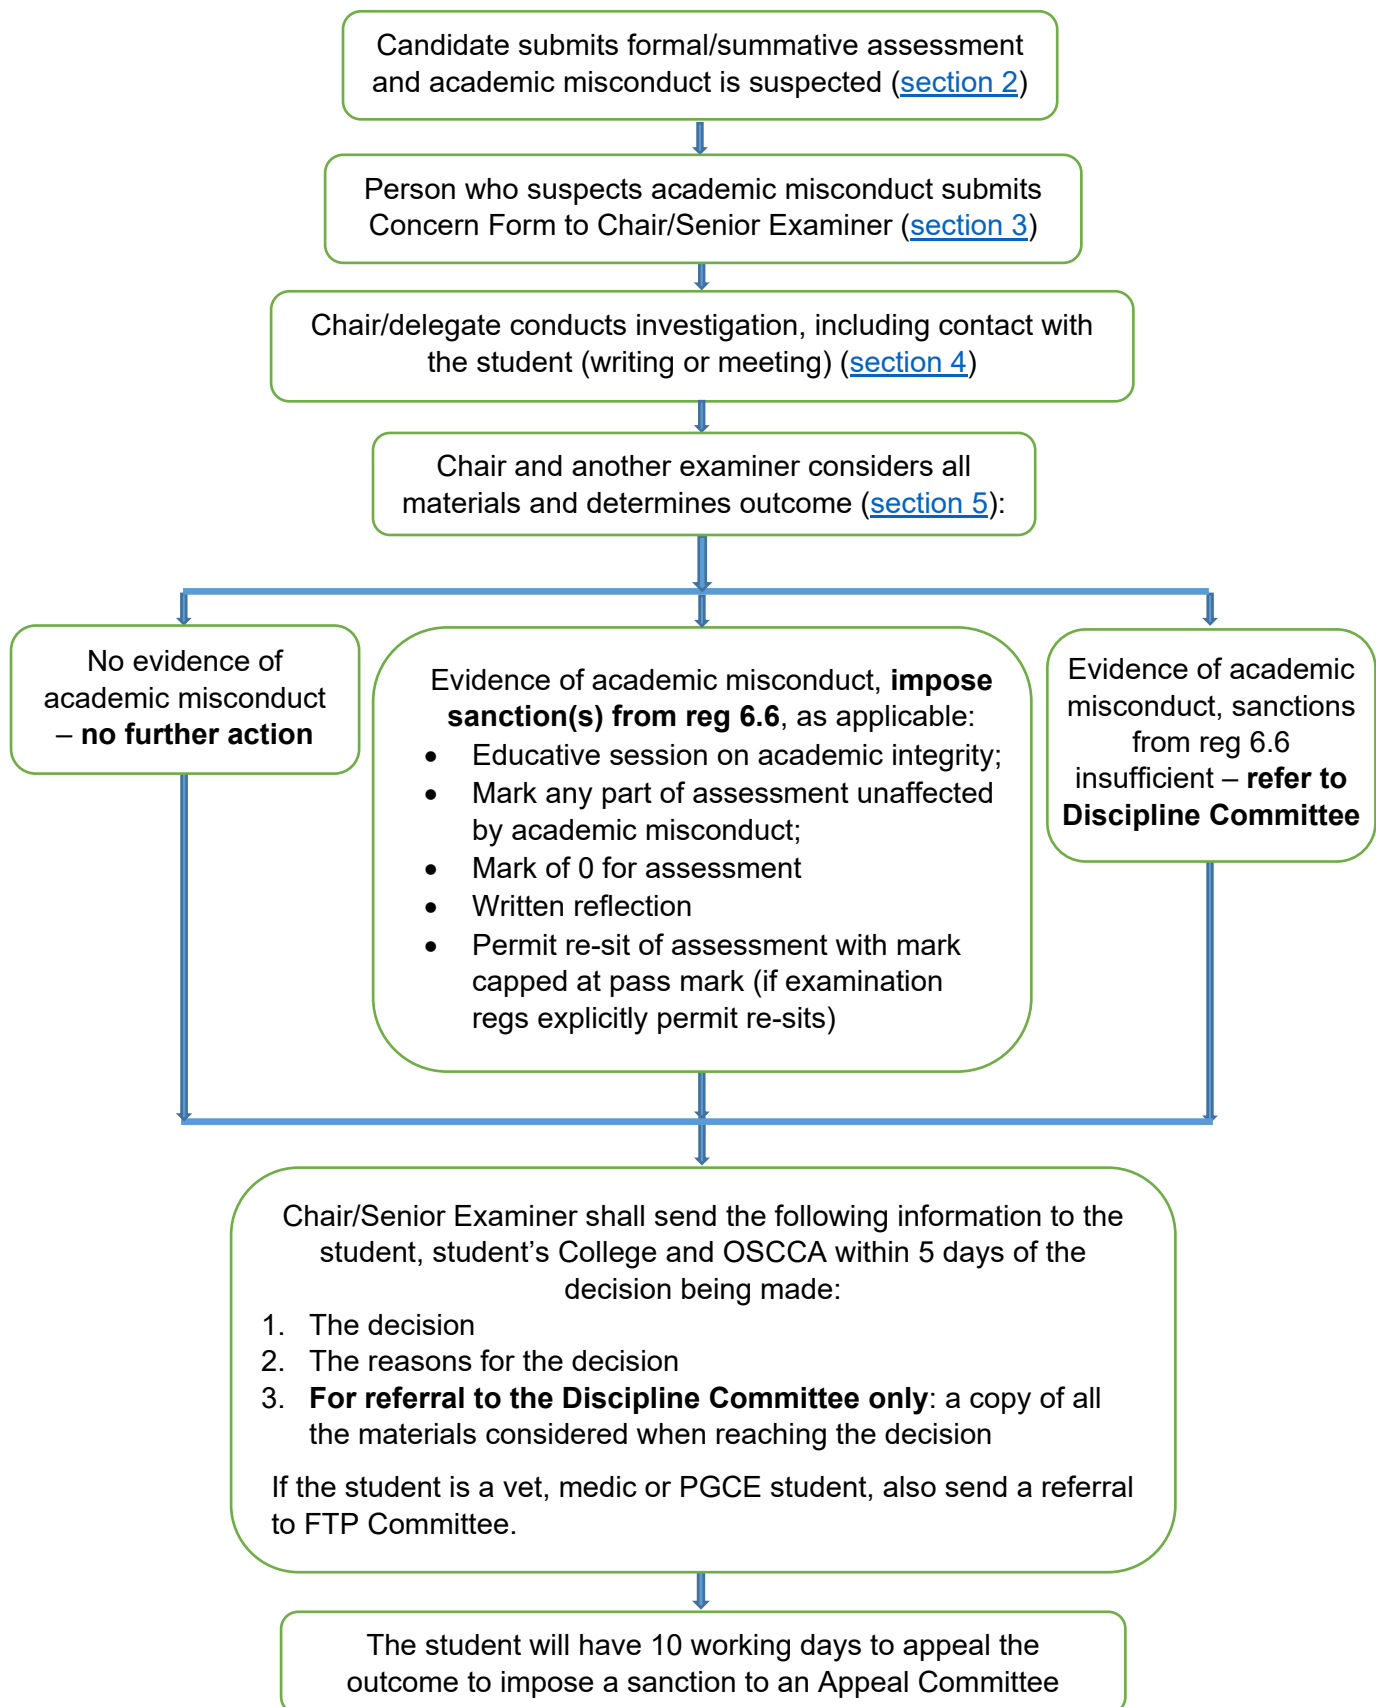 Candidate submits formal/summative assessment
and academic misconduct is suspected (section 2)
Person who suspects academic misconduct submits
Concern Form to Chair/Senior Examiner (section 3)
Chair/delegate conducts investigation, including contact with
the student (writing or meeting) (section 4)
Chair and another examiner considers all
materials and determines outcome (section 5):
No evidence of
academic misconduct
– no further action
Evidence of academic misconduct, impose
sanction(s) from reg 6.6, as applicable:
• Educative session on academic integrity;
• Mark any part of assessment unaffected
by academic misconduct;
• Mark of 0 for assessment
• Written reflection
• Permit re-sit of assessment with mark
capped at pass mark (if examination
regs explicitly permit re-sits)
Evidence of academic
misconduct, sanctions
from reg 6.6
insufficient – refer to
Discipline Committee
Chair/Senior Examiner shall send the following information to the
student, student's College and OSCCA within 5 days of the
decision being made:
1. The decision
2. The reasons for the decision
3. For referral to the Discipline Committee only: a copy of all
the materials considered when reaching the decision
If the student is a vet, medic or PGCE student, also send a referral
to FTP Committee.
The student will have 10 working days to appeal the
outcome to impose a sanction to an Appeal Committee